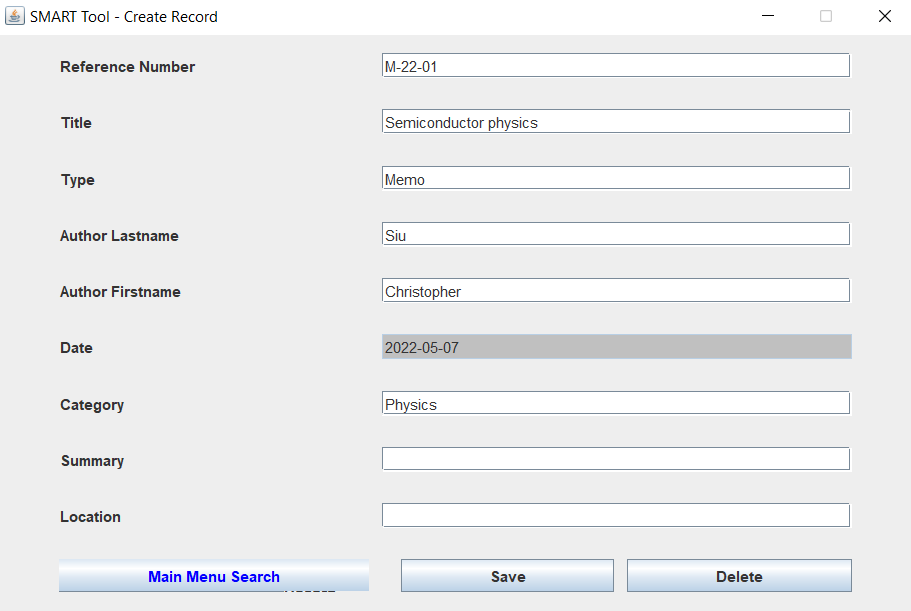 SMART Tool - Create Record
Reference Number M-22-01
Title Semiconductor physics
Type Memo
Author Lastname Siu
Author Firstname Christopher
Date 2022-05-07
Category Physics
Summary
Location
Main Menu Search Save Delete